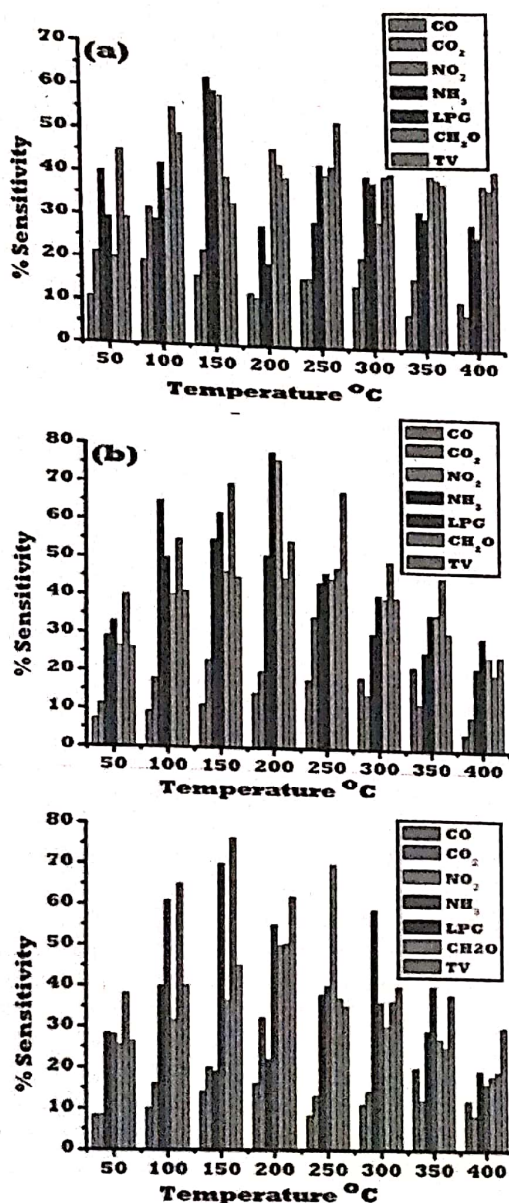 (a)
CO
CO₂
NO₂
NH₃
LPG
CH₂O
TV
% Sensitivity
70
60
50
40
30
20
10
0
50 100 150 200 250 300 350 400
Temperature °C
(b)
CO
CO₂
NO₂
NH₃
LPG
CH₂O
TV
% Sensitivity
80
70
60
50
40
30
20
10
0
50 100 150 200 250 300 350 400
Temperature °C
CO
CO₂
NO₂
NH₃
LPG
CH2O
TV
% Sensitivity
80
70
60
50
40
30
20
10
0
50 100 150 200 250 300 350 400
Temperature °C